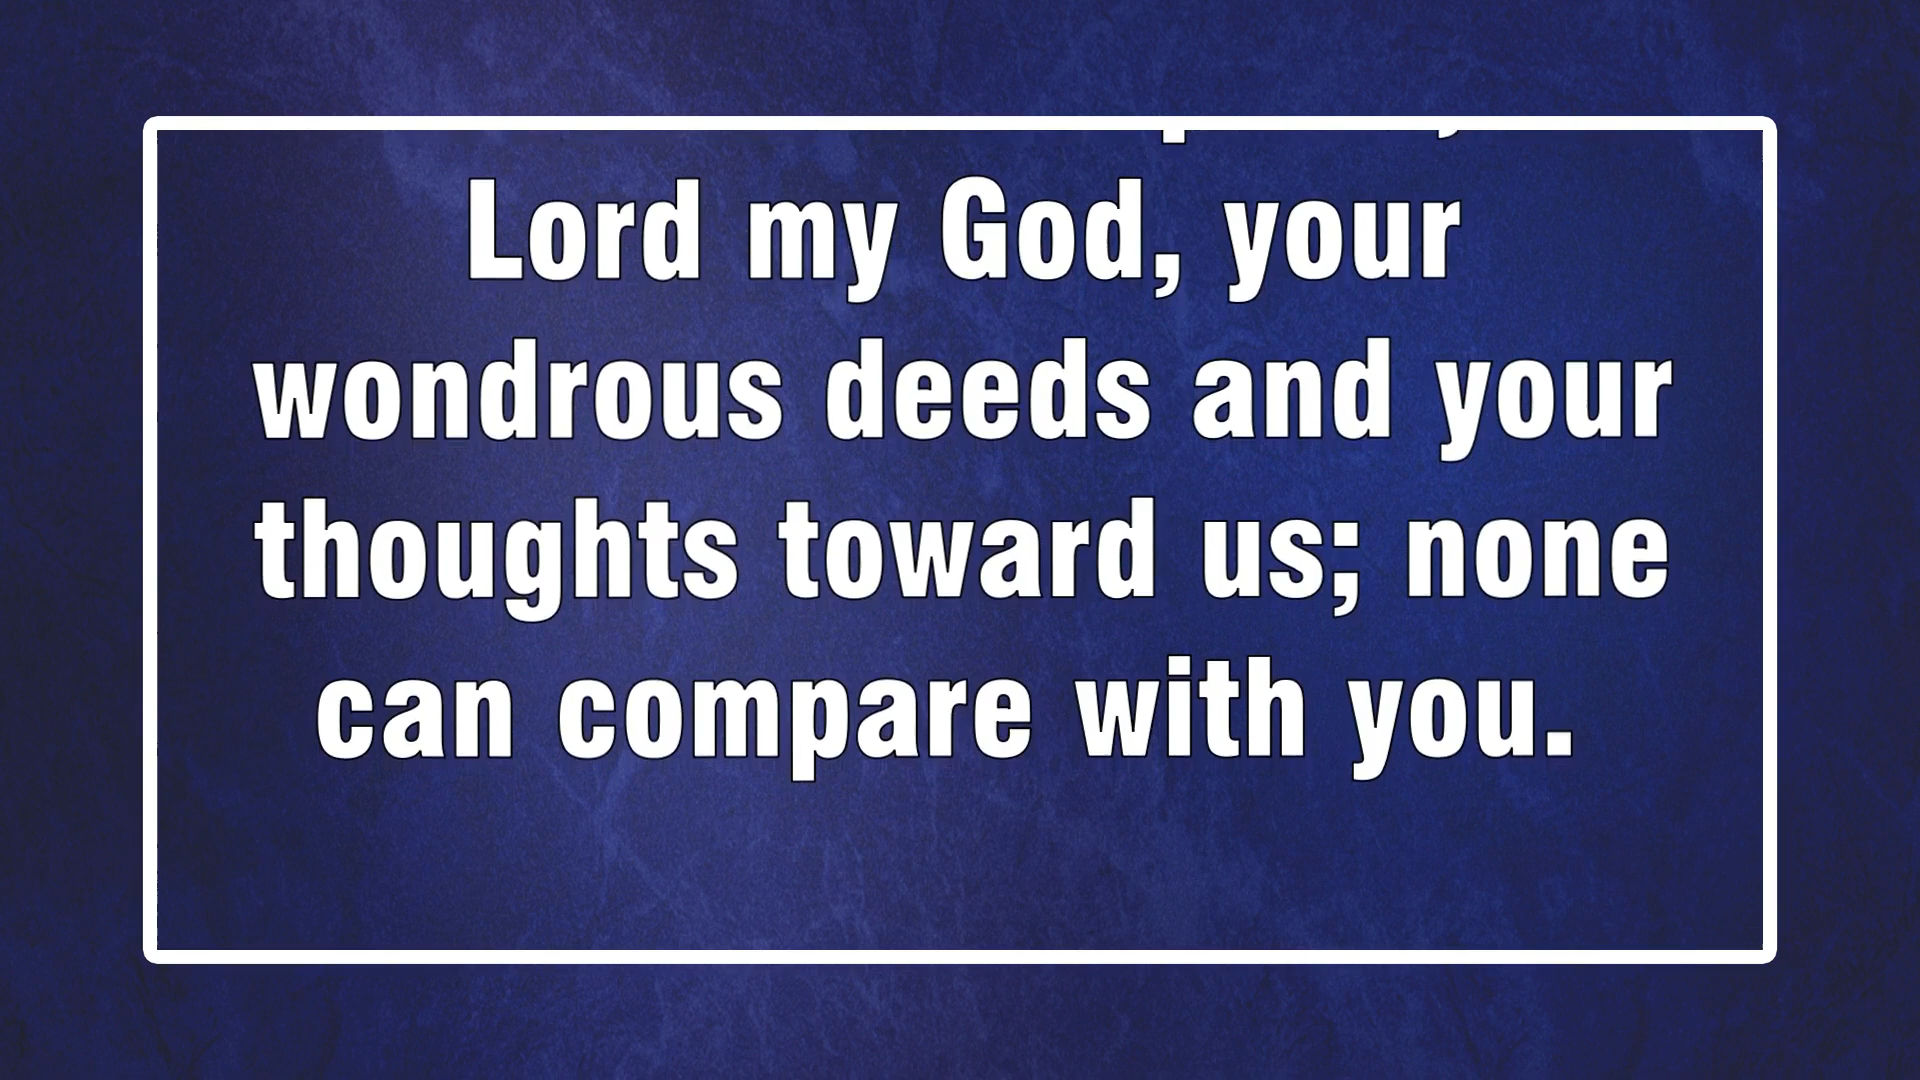 Lord my God, your
wondrous deeds and your
thoughts toward us; none
can compare with you.